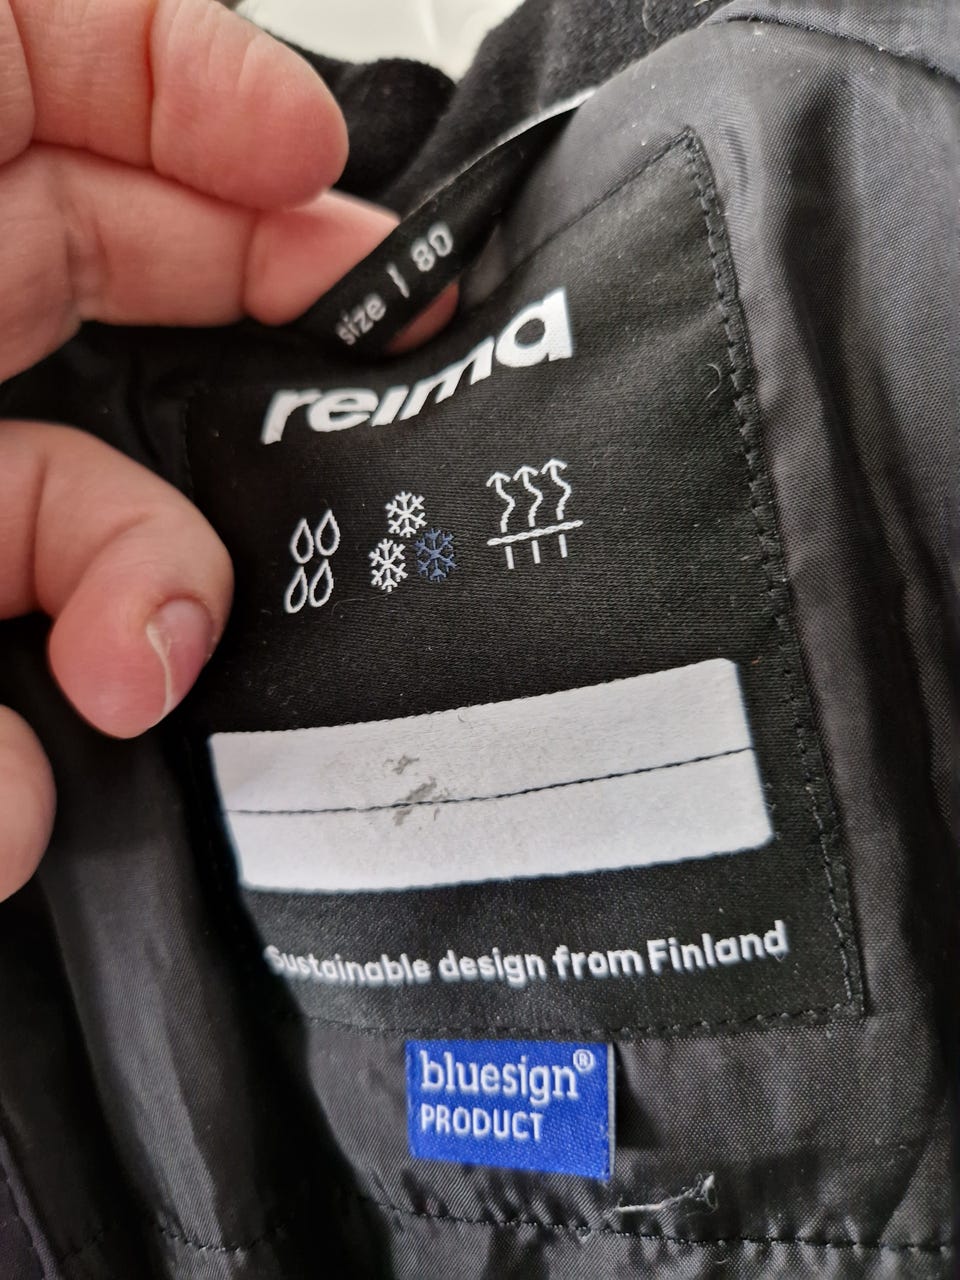 size | 80
reima
Sustainable design from Finland
bluesign®
PRODUCT